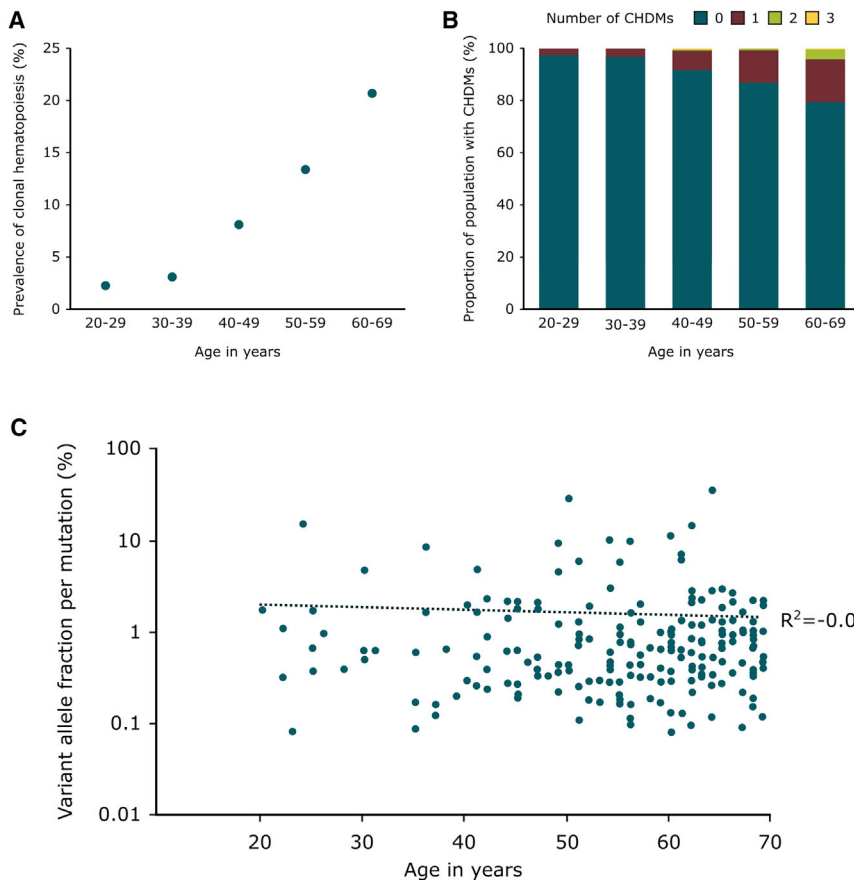 A
Prevalence of clonal hematopoiesis (%)
25
20
15
10
5
0
20-29 30-39 40-49 50-59 60-69
Age in years
B
Number of CHDMs 0 1 2 3
Proportion of population with CHDMs (%)
100
80
60
40
20
0
20-29 30-39 40-49 50-59 60-69
Age in years
C
Variant allele fraction per mutation (%)
100
10
1
0.1
0.01
R²=-0.0
20 30 40 50 60 70
Age in years